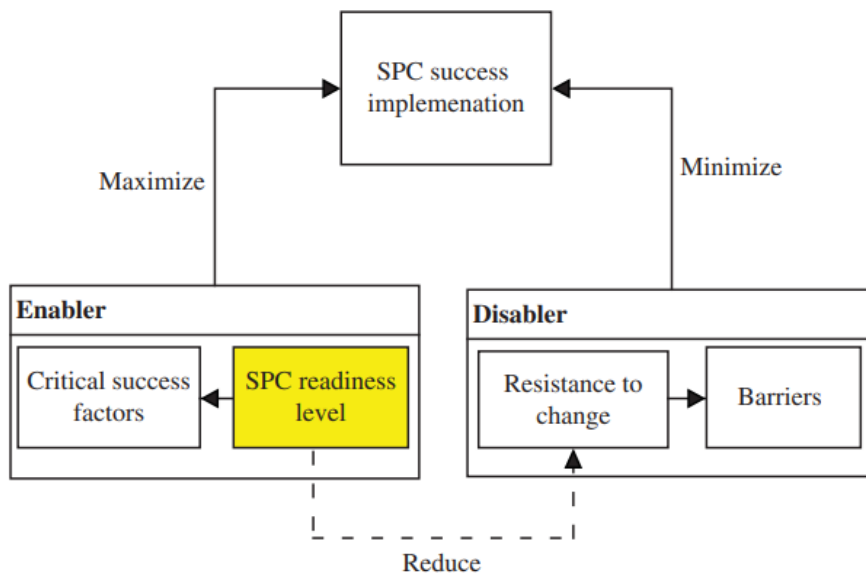 SPC success
implemenation
Maximize
Minimize
Enabler
Disabler
Critical success
factors
SPC readiness
level
Resistance to
change
Barriers
Reduce